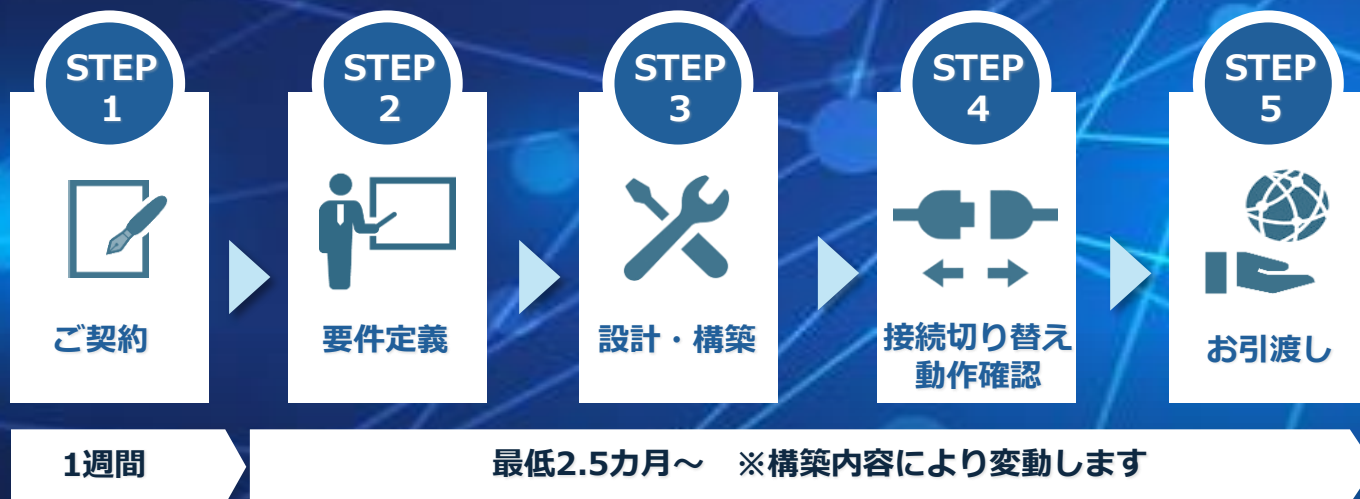 STEP
1
ご契約
STEP
2
要件定義
STEP
3
設計・構築
STEP
4
接続切り替え
動作確認
STEP
5
お引渡し
1週間
最低2.5カ月～　※構築内容により変動します